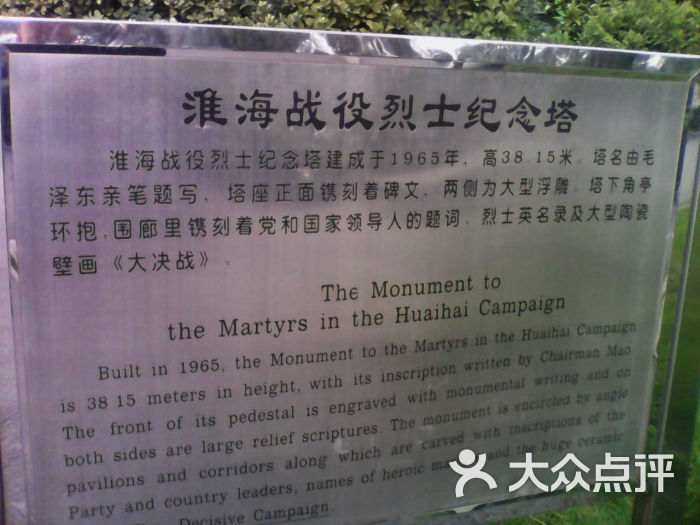 淮海战役烈士纪念塔
淮海战役烈士纪念塔建成于1965年，高38.15米。塔名由毛
泽东亲笔题写，塔座正面镌刻着碑文，两侧为大型浮雕。塔下角亭
环抱，围廊里镌刻着党和国家领导人的题词，烈士英名录及大型陶瓷
壁画《大决战》
The Monument to
the Martyrs in the Huaihai Campaign
Built in 1965, the Monument to the Martyrs in the Huaihai Campaign
is 38 15 meters in height, with its inscription written by Chairman Mao
The front of its pedestal is engraved with monumental writing and on
both sides are large relief scriptures. The monument is encircled by angle
pavilions and corridors along which are carved with inscriptions of the
Party and country leaders, names of heroic and the huge ceramic
Decisive Campaign
大众点评